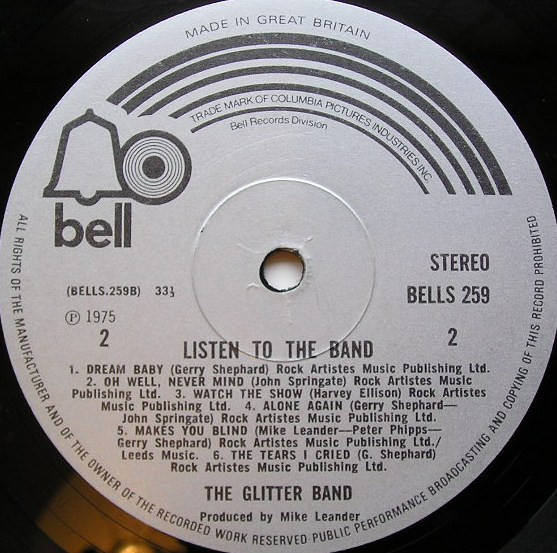 MADE IN GREAT BRITAIN
TRADE MARK OF COLUMBIA PICTURES INDUSTRIES INC.
Bell Records Division
bell
STEREO
(BELLS.259B) 33⅓
BELLS 259
℗ 1975
2
2
LISTEN TO THE BAND
1. DREAM BABY (Gerry Shephard) Rock Artistes Music Publishing Ltd.
2. OH WELL, NEVER MIND (John Springate) Rock Artistes Music
Publishing Ltd. 3. WATCH THE SHOW (Harvey Ellison) Rock Artistes
Music Publishing Ltd. 4. ALONE AGAIN (Gerry Shephard—
John Springate) Rock Artistes Music Publishing Ltd.
5. MAKES YOU BLIND (Mike Leander—Peter Phipps—
Gerry Shephard) Rock Artistes Music Publishing Ltd./
Leeds Music. 6. THE TEARS I CRIED (G. Shephard)
Rock Artistes Music Publishing Ltd.
THE GLITTER BAND
Produced by Mike Leander
ALL RIGHTS OF THE MANUFACTURER AND OF THE OWNER OF THE RECORDED WORK RESERVED·PUBLIC PERFORMANCE BROADCASTING AND COPYING OF THIS RECORD PROHIBITED